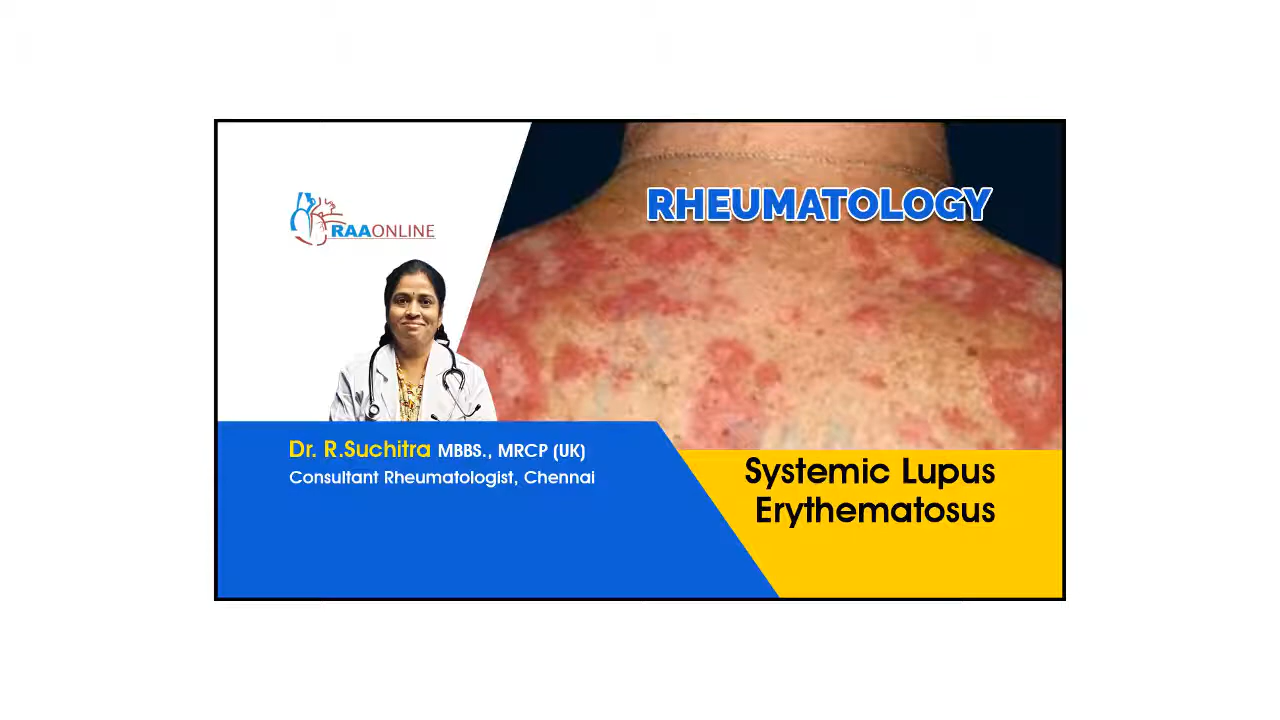 RHEUMATOLOGY
RAAONLINE
Dr. R.Suchitra MBBS., MRCP (UK)
Consultant Rheumatologist, Chennai
Systemic Lupus
Erythematosus